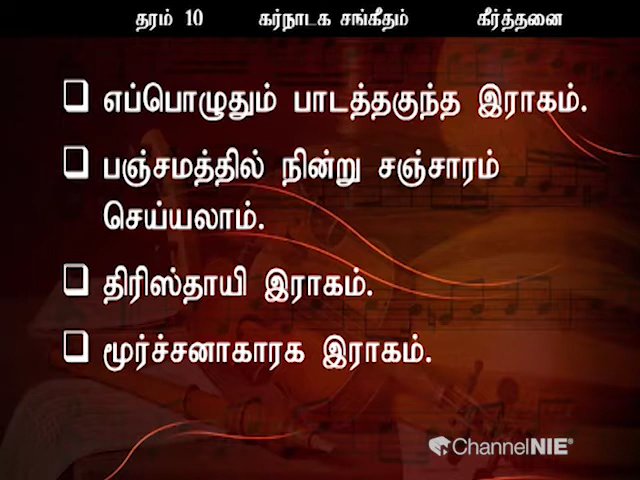 தரம் 10 கர்நாடக சங்கீதம் கீர்த்தனை
❑ எப்பொழுதும் பாடத்தகுந்த இராகம்.
❑ பஞ்சமத்தில் நின்று சஞ்சாரம்
செய்யலாம்.
❑ திரிஸ்தாயி இராகம்.
❑ மூர்ச்சனாகாரக இராகம்.
ChannelNIE®